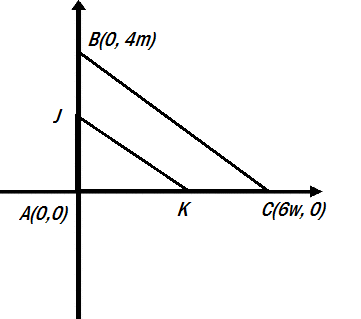 B(0, 4m)
J
A(0,0)
K
C(6w, 0)